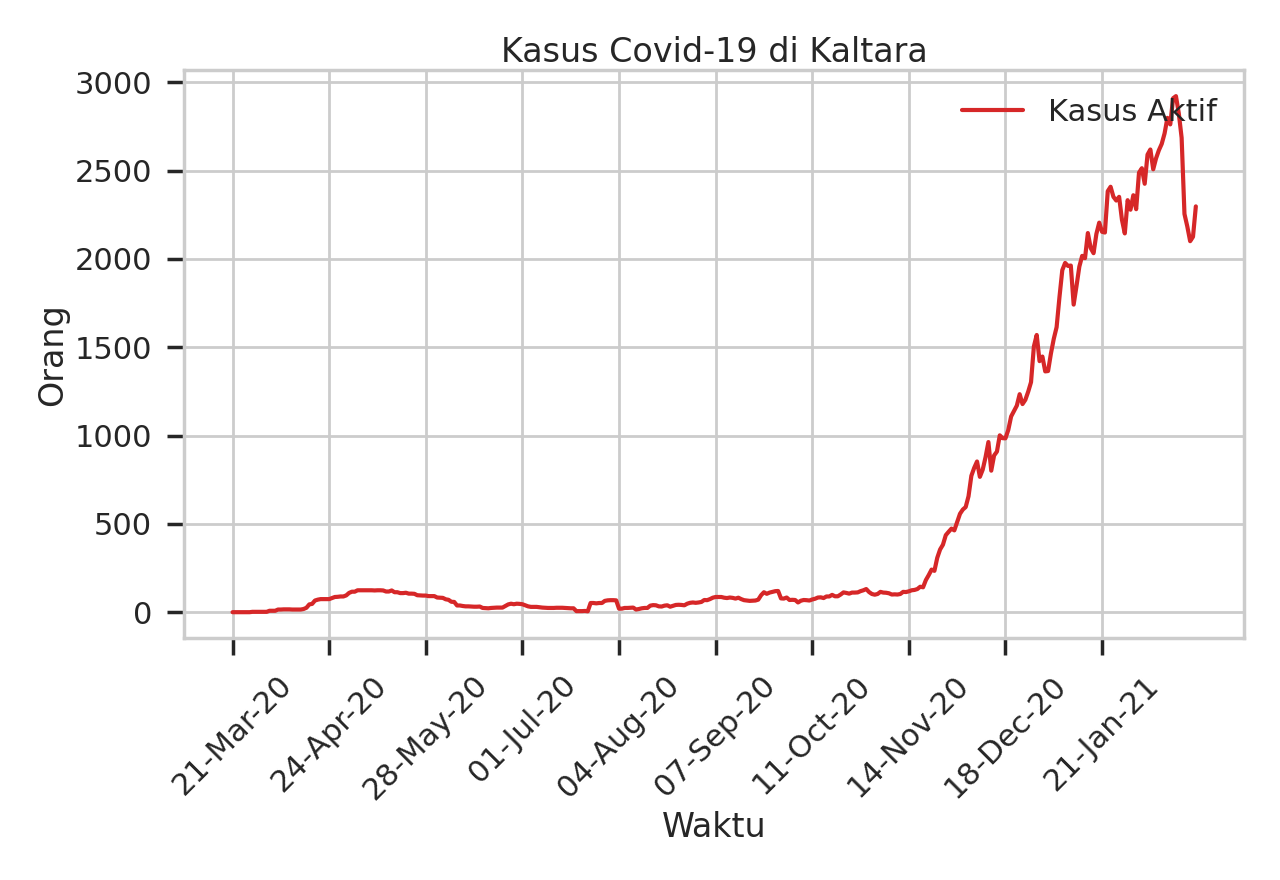 Kasus Covid-19 di Kaltara
Kasus Aktif
3000
2500
2000
1500
1000
500
0
Orang
21-Mar-20
24-Apr-20
28-May-20
01-Jul-20
04-Aug-20
07-Sep-20
11-Oct-20
14-Nov-20
18-Dec-20
21-Jan-21
Waktu